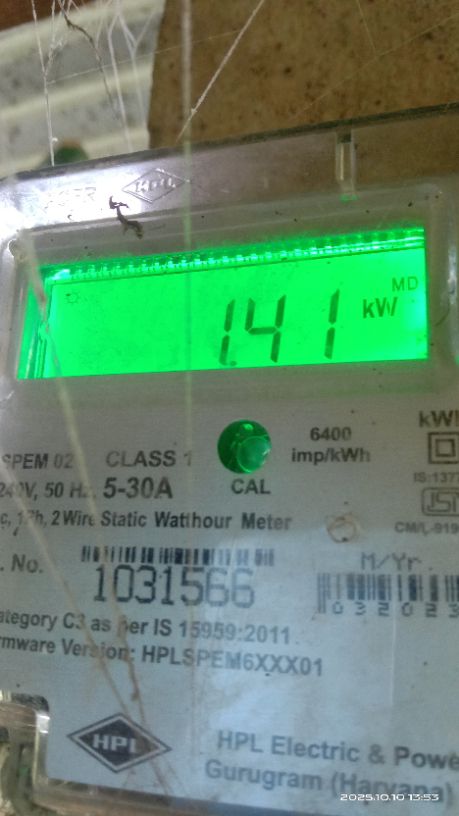 HPL
MD
1.41 kW
kWh
6400
SPEM 02 CLASS 1 imp/kWh
240V, 50 Hz. 5-30A CAL
IS:1377
2 Wire Static Watthour Meter
CM/L-919
. No.
1031566
M/Yr
032023
ategory C3 as per IS 15959:2011
rmware Version: HPLSPEM6XXX01
HPL
HPL Electric & Powe
Gurugram (Haryana)
2025.10.10 13:53